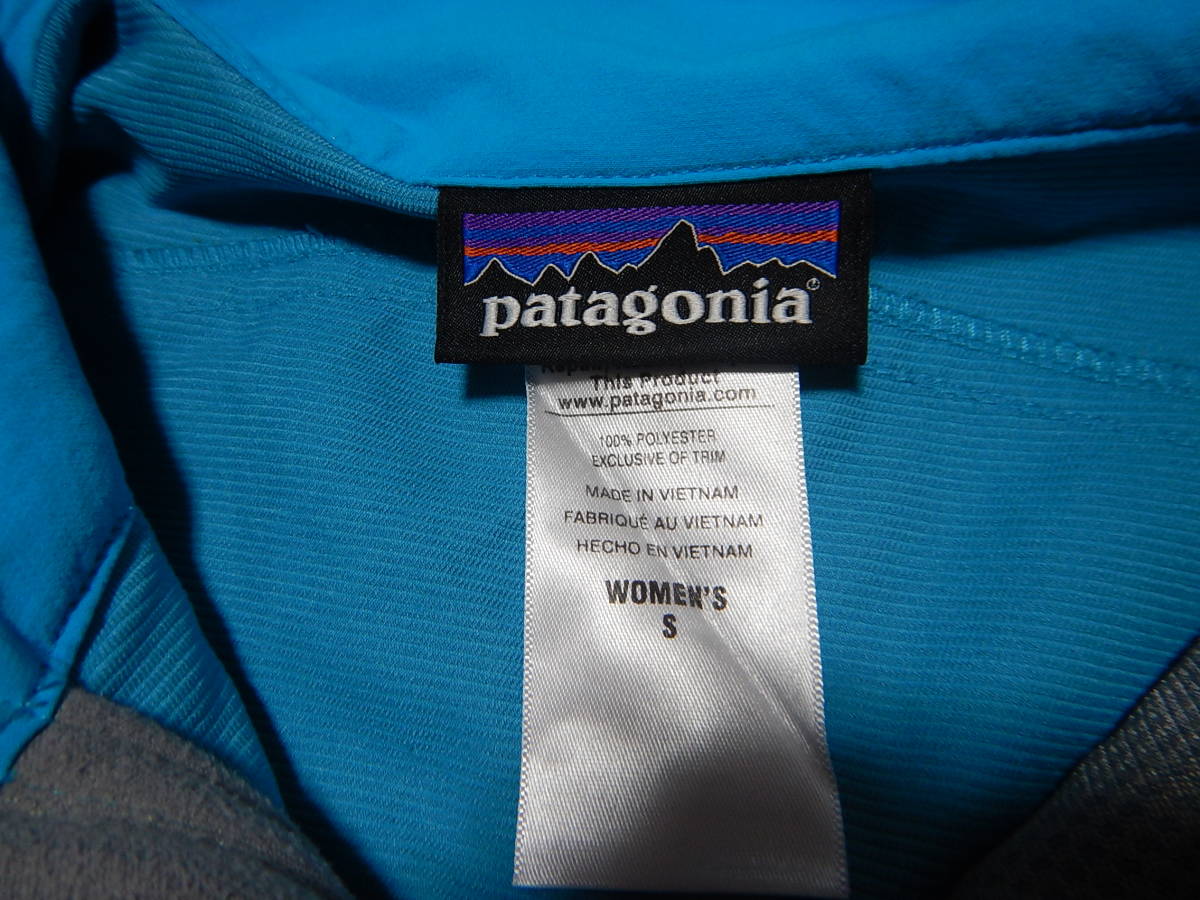 patagonia®
This Product
www.patagonia.com
100% POLYESTER
EXCLUSIVE OF TRIM
MADE IN VIETNAM
FABRIQUÉ AU VIETNAM
HECHO EN VIETNAM
WOMEN'S
S